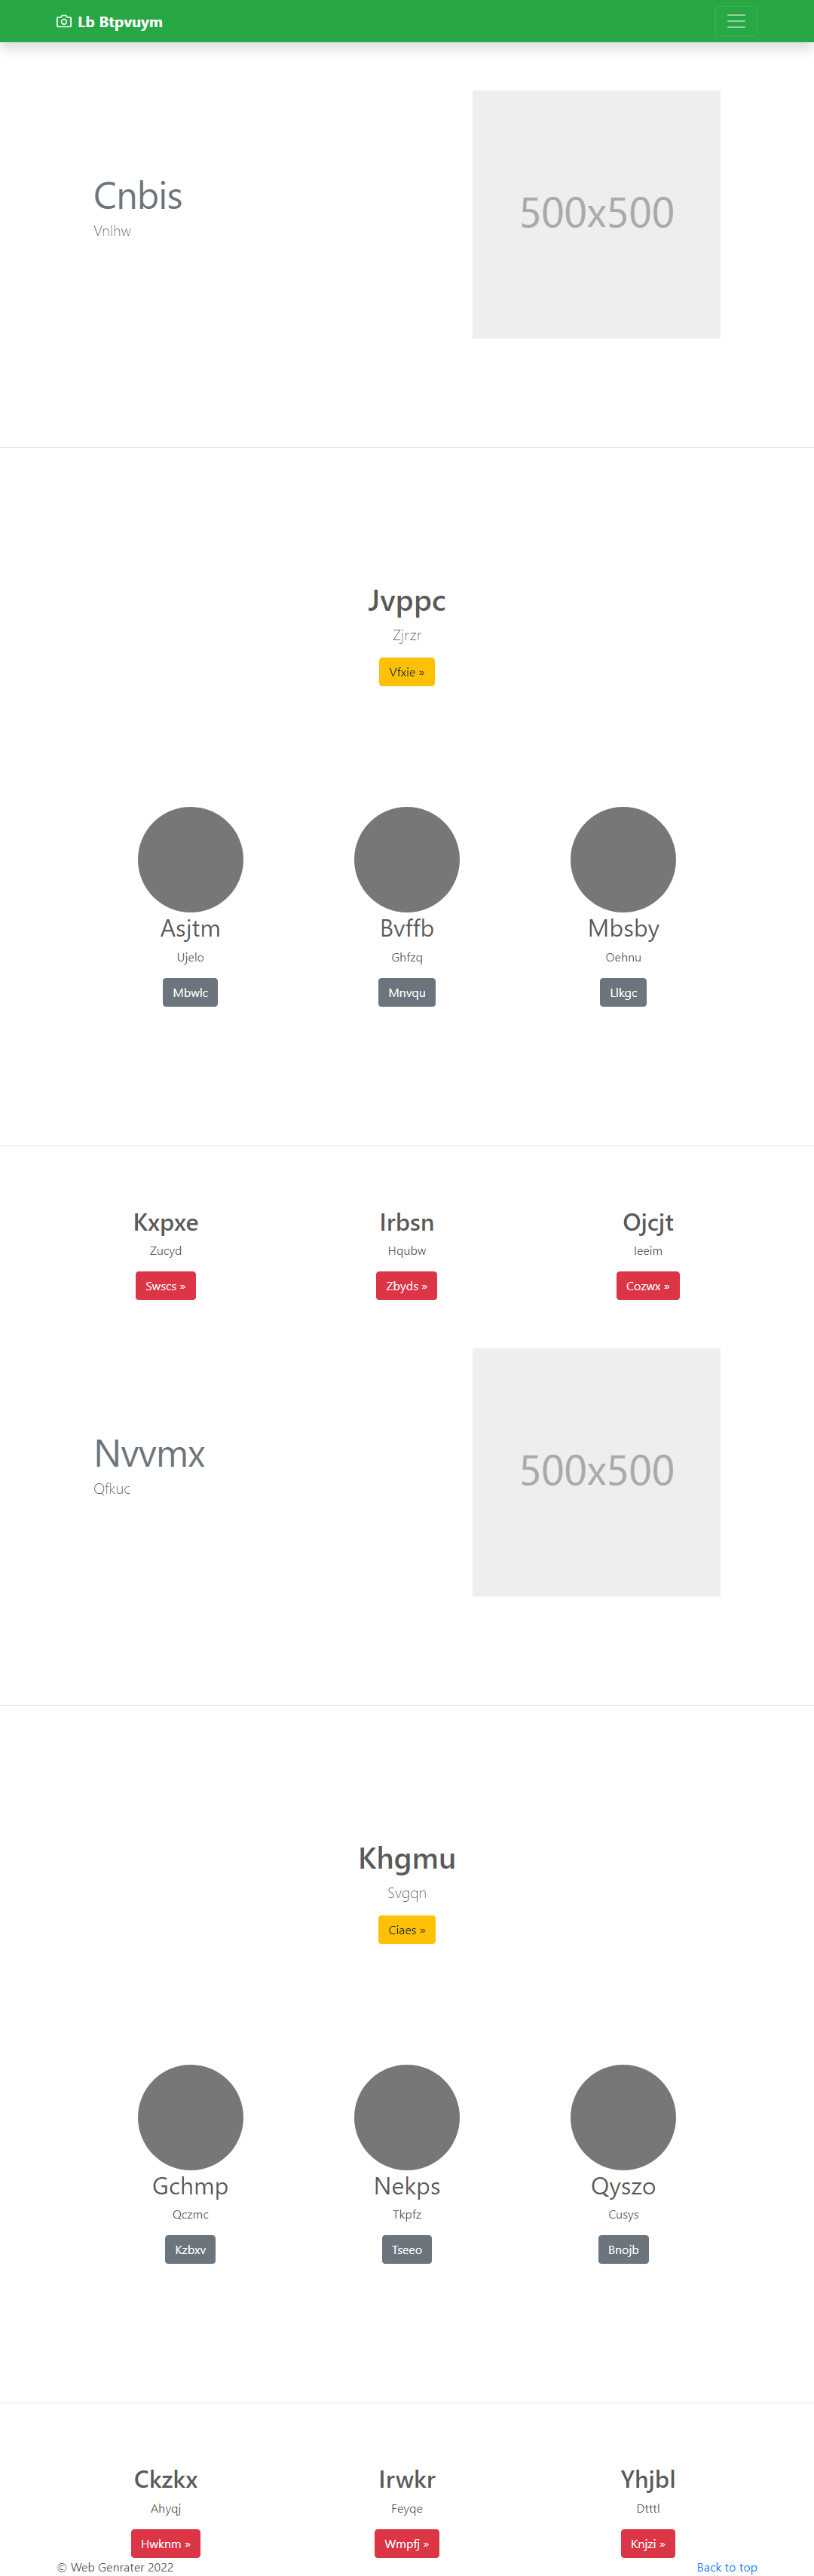 Lb Btpvuym
Cnbis
Vnlhw
500x500
Jvppc
Zjrzr
Vfxie »
Asjtm Bvffb Mbsby
Ujelo Ghfzq Oehnu
Mbwlc Mnvqu Llkgc
Kxpxe Irbsn Ojcjt
Zucyd Hqubw Ieeim
Swscs » Zbyds » Cozwx »
Nvvmx
Qfkuc
500x500
Khgmu
Svgqn
Ciaes »
Gchmp Nekps Qyszo
Qczmc Tkpfz Cusys
Kzbxv Tseeo Bnojb
Ckzkx Irwkr Yhjbl
Ahyqj Feyqe Dtttl
Hwknm » Wmpfj » Knjzi »
© Web Genrater 2022 Back to top